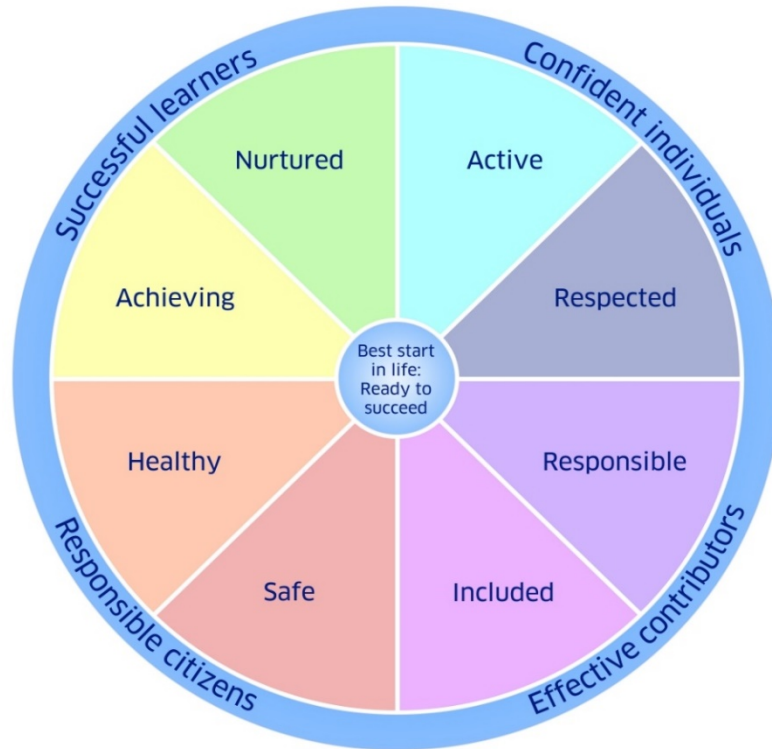 Successful learners
Confident individuals
Nurtured
Active
Achieving
Respected
Best start
in life:
Ready to
succeed
Healthy
Responsible
Safe
Included
Responsible citizens
Effective contributors